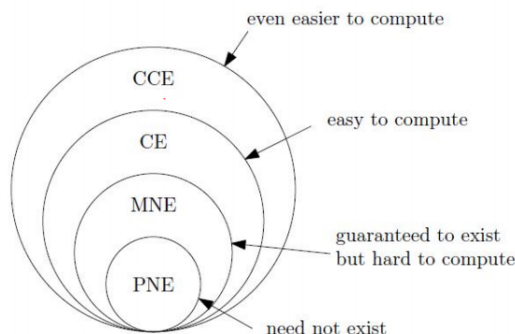 even easier to compute
CCE
easy to compute
CE
MNE
guaranteed to exist
but hard to compute
PNE
need not exist